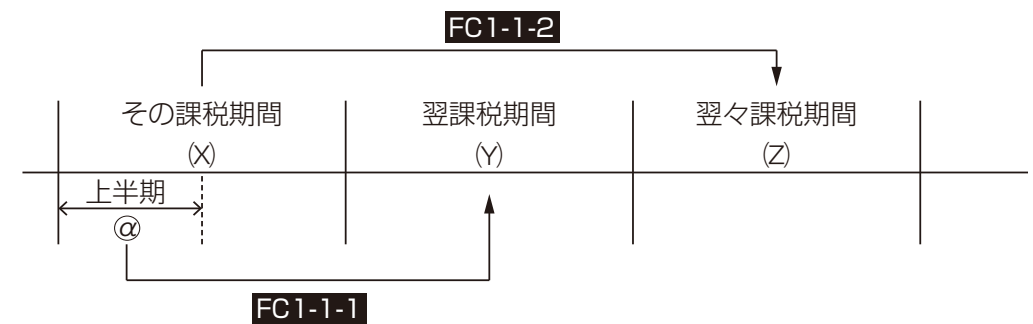 FC1-1-2
その課税期間 翌課税期間 翌々課税期間
(X) (Y) (Z)
上半期
ⓐ
FC1-1-1